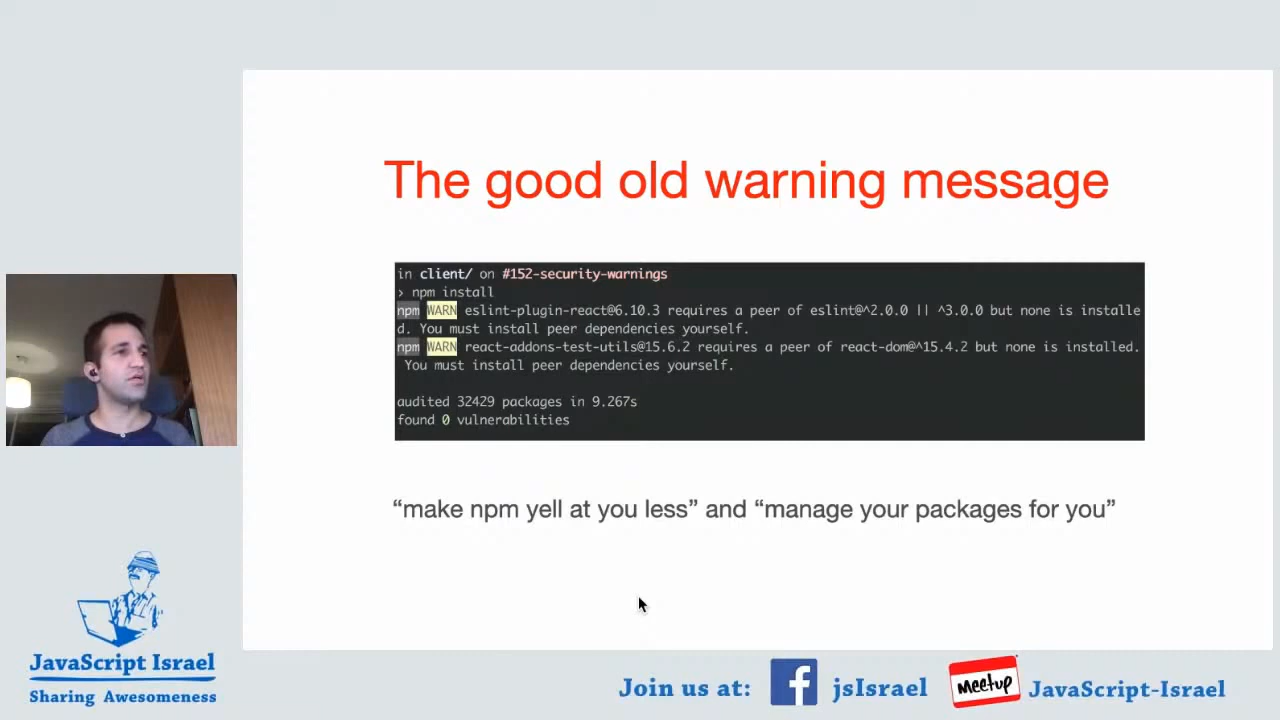 The good old warning message
in client/ on #152-security-warnings
› npm install
npm WARN eslint-plugin-react@6.10.3 requires a peer of eslint@^2.0.0 || ^3.0.0 but none is installe
d. You must install peer dependencies yourself.
npm WARN react-addons-test-utils@15.6.2 requires a peer of react-dom@^15.4.2 but none is installed.
You must install peer dependencies yourself.
audited 32429 packages in 9.267s
found 0 vulnerabilities
“make npm yell at you less” and “manage your packages for you”
JavaScript Israel
Sharing Awesomeness
Join us at: f jsIsrael Meetup JavaScript-Israel